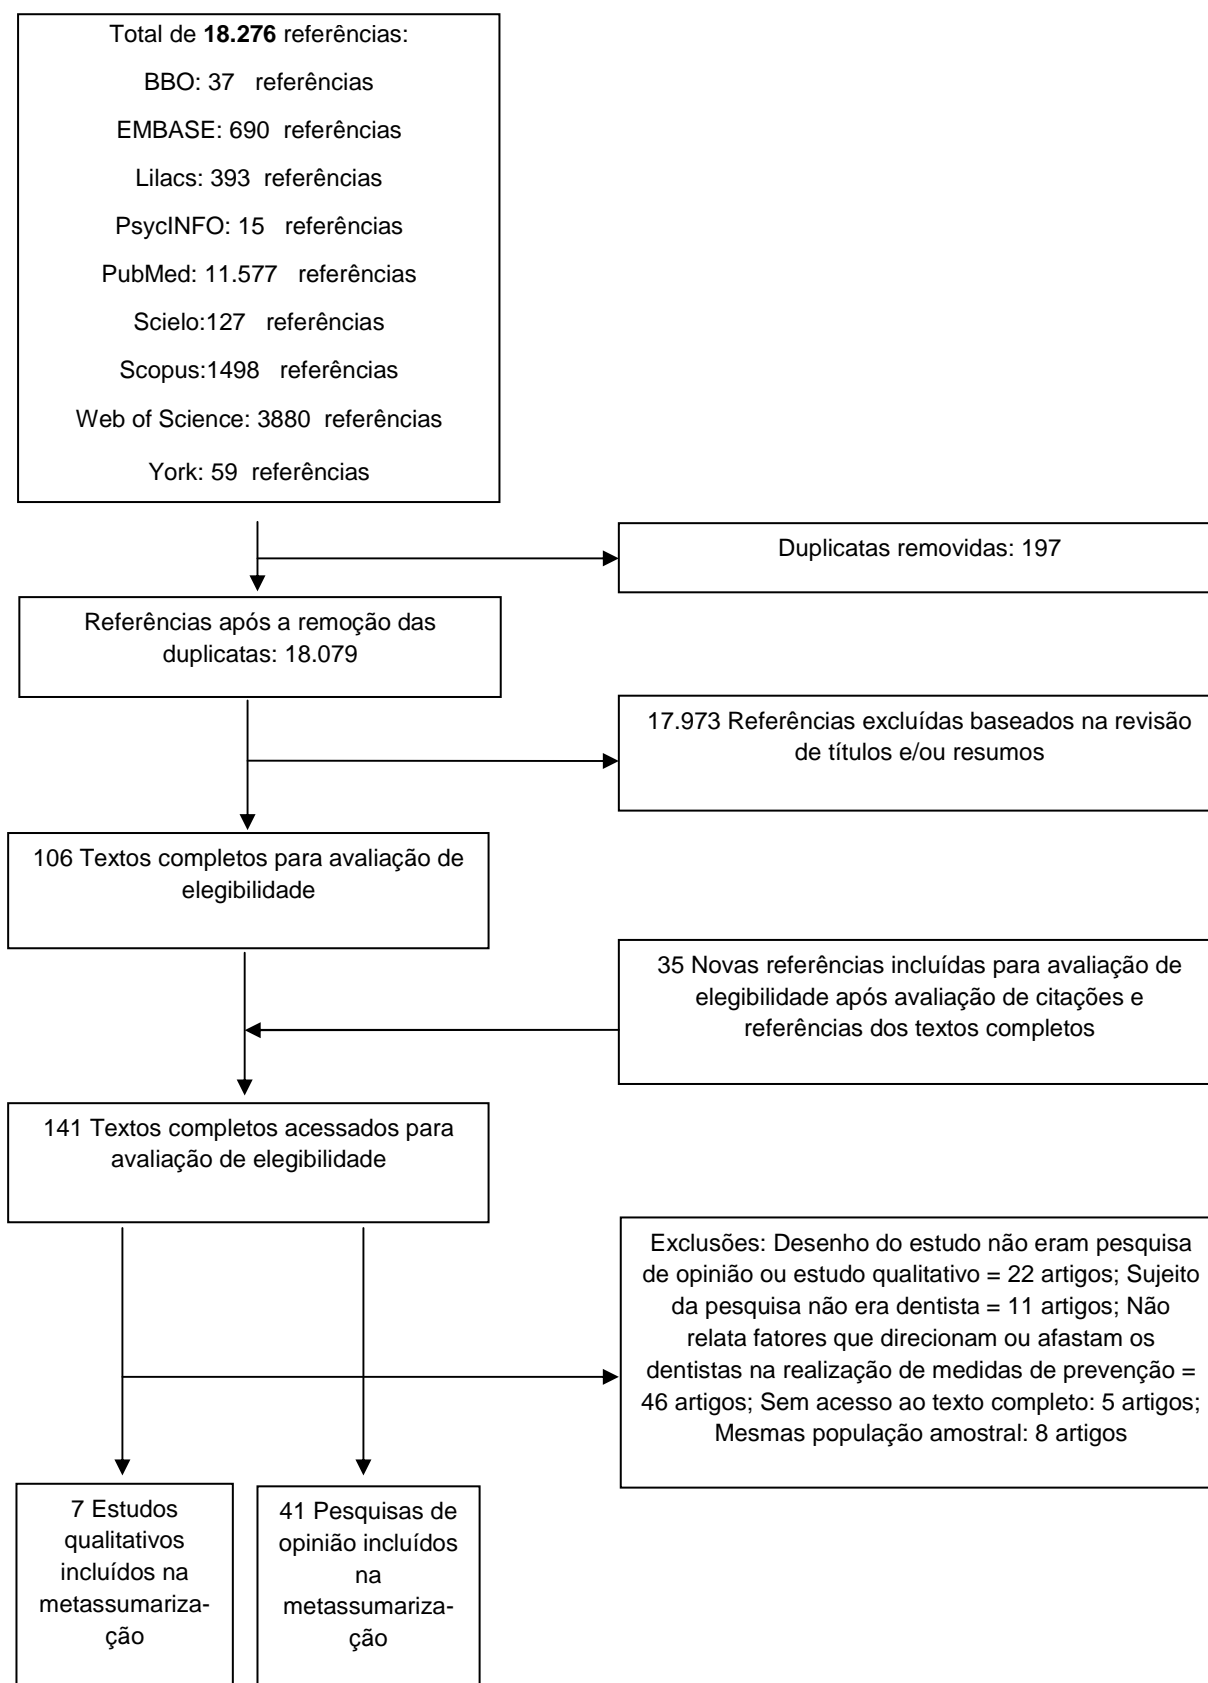 Total de 18.276 referências:
BBO: 37 referências
EMBASE: 690 referências
Lilacs: 393 referências
PsycINFO: 15 referências
PubMed: 11.577 referências
Scielo:127 referências
Scopus:1498 referências
Web of Science: 3880 referências
York: 59 referências
Duplicatas removidas: 197
Referências após a remoção das
duplicatas: 18.079
17.973 Referências excluídas baseados na revisão
de títulos e/ou resumos
106 Textos completos para avaliação de
elegibilidade
35 Novas referências incluídas para avaliação de
elegibilidade após avaliação de citações e
referências dos textos completos
141 Textos completos acessados para
avaliação de elegibilidade
Exclusões: Desenho do estudo não eram pesquisa
de opinião ou estudo qualitativo = 22 artigos; Sujeito
da pesquisa não era dentista = 11 artigos; Não
relata fatores que direcionam ou afastam os
dentistas na realização de medidas de prevenção =
46 artigos; Sem acesso ao texto completo: 5 artigos;
Mesmas população amostral: 8 artigos
7 Estudos
qualitativos
incluídos na
metassumariza-
ção
41 Pesquisas de
opinião incluídos
na
metassumariza-
ção